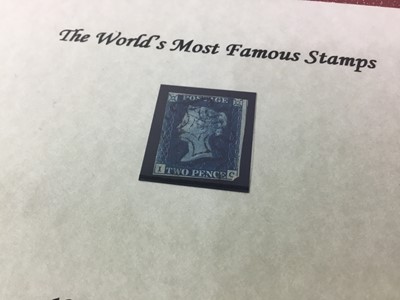 The World's Most Famous Stamps
POSTAGE
I
TWO PENCE